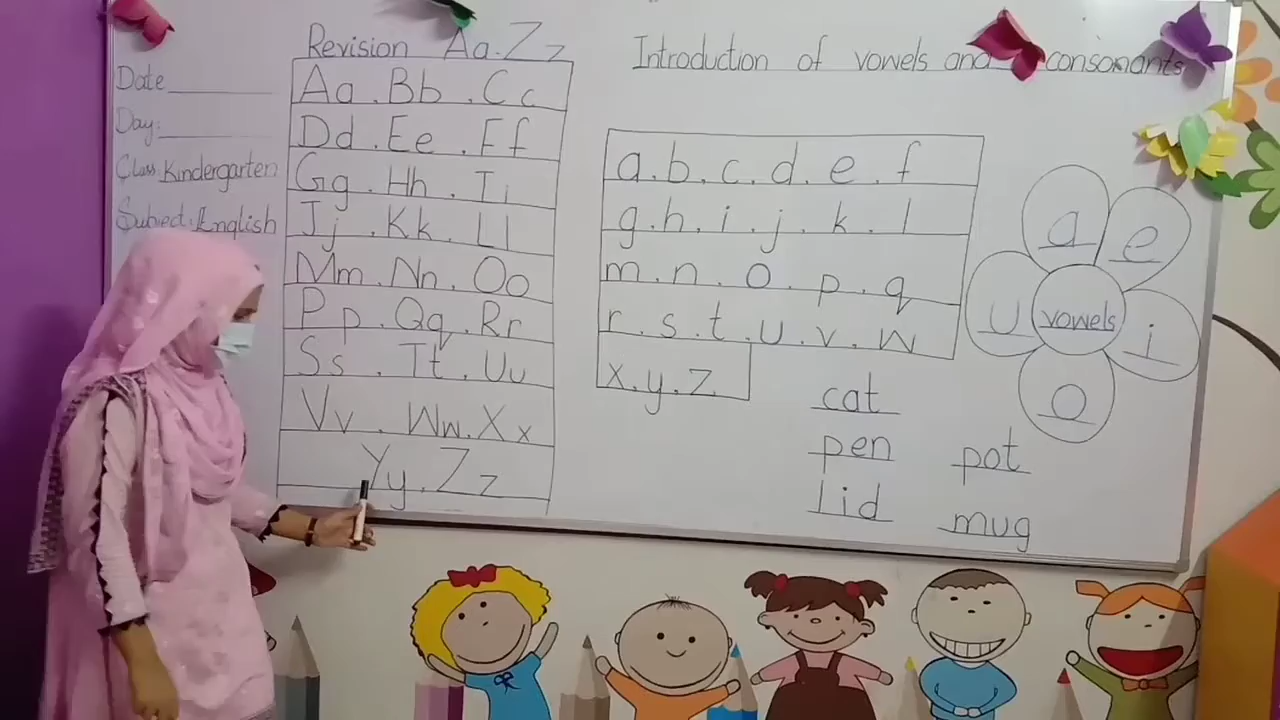 Date
Day:
Class: Kindergarten
Subject: English
Revision Aa-Zz
Aa . Bb . Cc
Dd . Ee . Ff
Gg . Hh . Ii
Jj . Kk . Ll
Mm . Nn . Oo
Pp . Qq . Rr
Ss . Tt . Uu
Vv . Ww . Xx
Yy . Zz
Introduction of vowels and consonants
a . b . c . d . e . f
g . h . i . j . k . l
m . n . o . p . q
r . s . t . u . v . w
x . y . z
a
e
i
o
u
vowels
cat
pen
lid
pot
mug